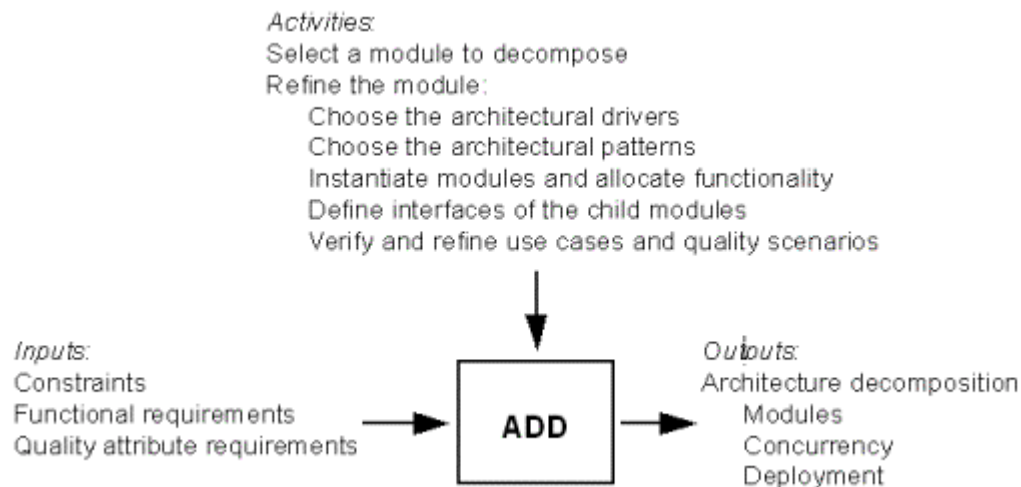 Activities:
Select a module to decompose
Refine the module:
Choose the architectural drivers
Choose the architectural patterns
Instantiate modules and allocate functionality
Define interfaces of the child modules
Verify and refine use cases and quality scenarios
Inputs:
Constraints
Functional requirements
Quality attribute requirements
ADD
Outputs:
Architecture decomposition
Modules
Concurrency
Deployment